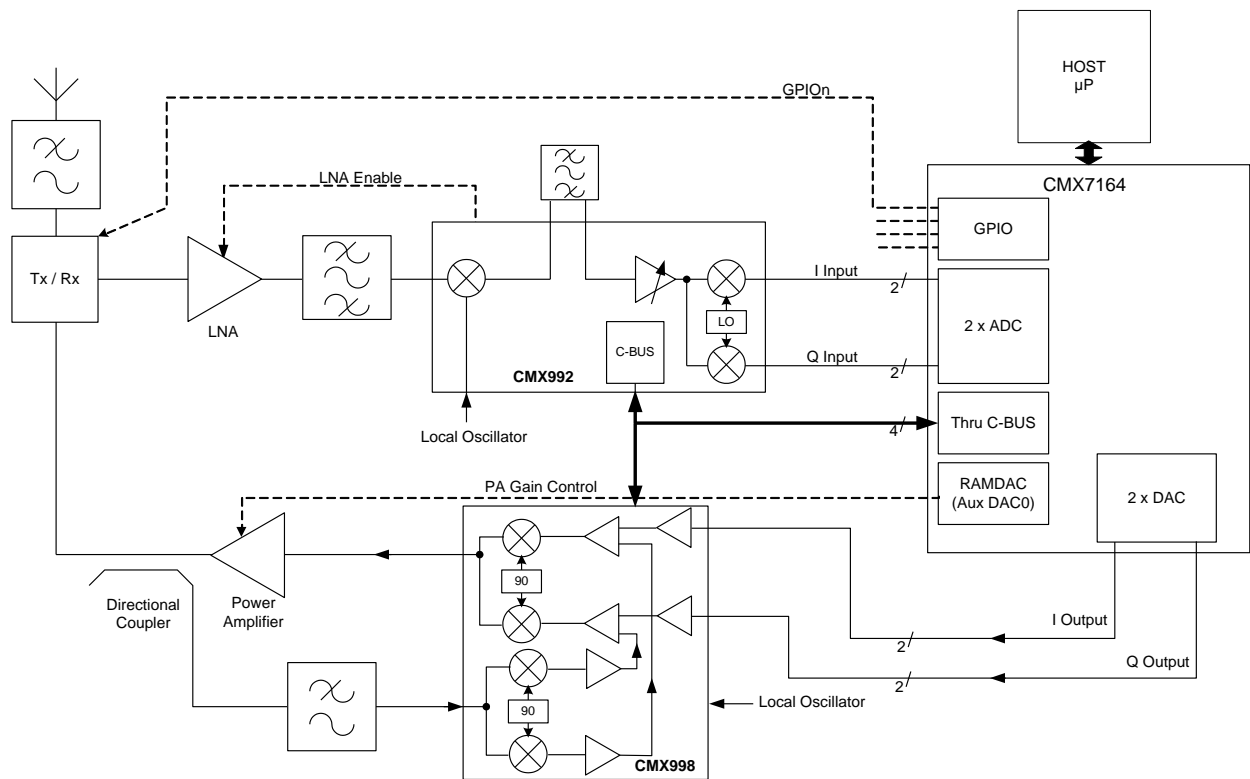 HOST
µP
GPIOn
CMX7164
LNA Enable
GPIO
Tx / Rx
I Input
2
LNA
LO
2 x ADC
C-BUS
Q Input
2
CMX992
Local Oscillator
4
Thru C-BUS
PA Gain Control
RAMDAC
(Aux DAC0)
2 x DAC
90
Directional
Coupler
Power
Amplifier
I Output
2
Q Output
2
90
Local Oscillator
CMX998